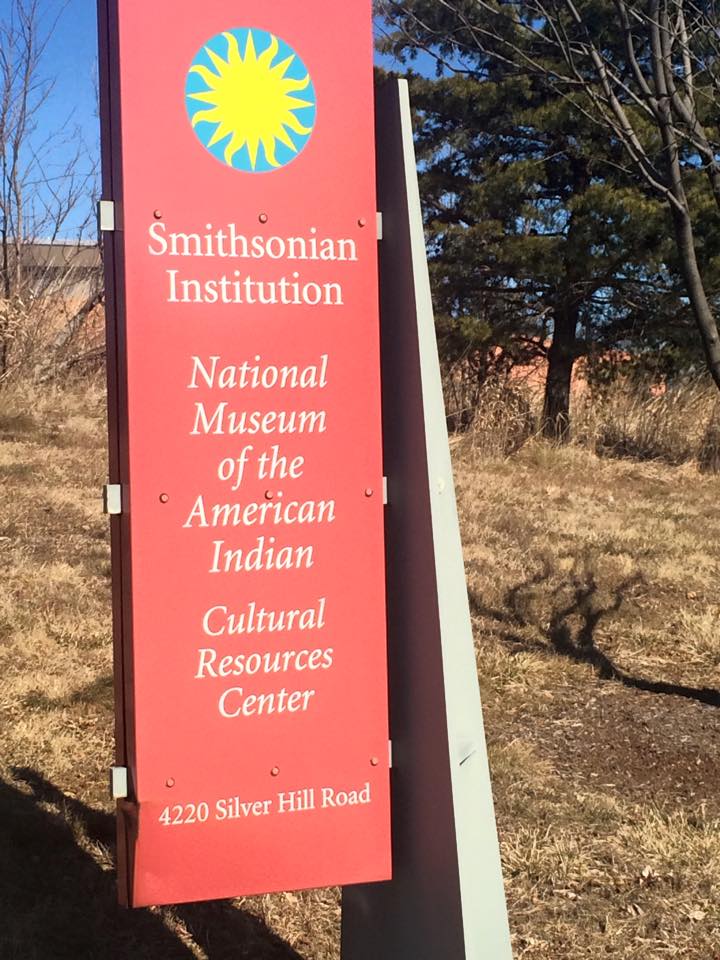 Smithsonian
Institution
National
Museum
of the
American
Indian
Cultural
Resources
Center
4220 Silver Hill Road